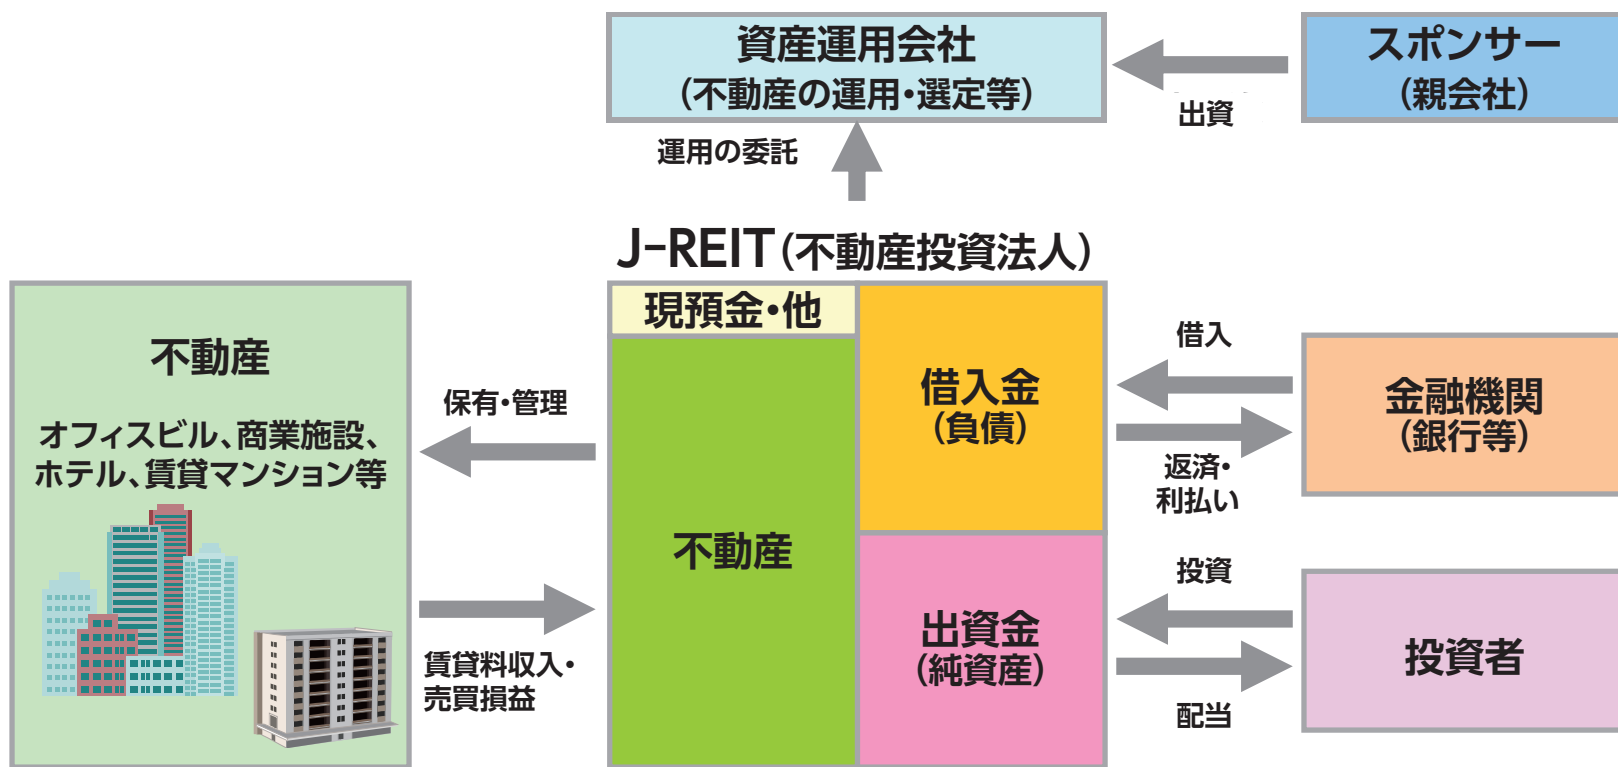 資産運用会社
(不動産の運用・選定等)
スポンサー
(親会社)
出資
運用の委託
J-REIT(不動産投資法人)
不動産
オフィスビル、商業施設、
ホテル、賃貸マンション等
保有・管理
賃貸料収入・
売買損益
現預金・他
不動産
借入金
(負債)
出資金
(純資産)
借入
返済・
利払い
金融機関
(銀行等)
投資
配当
投資者